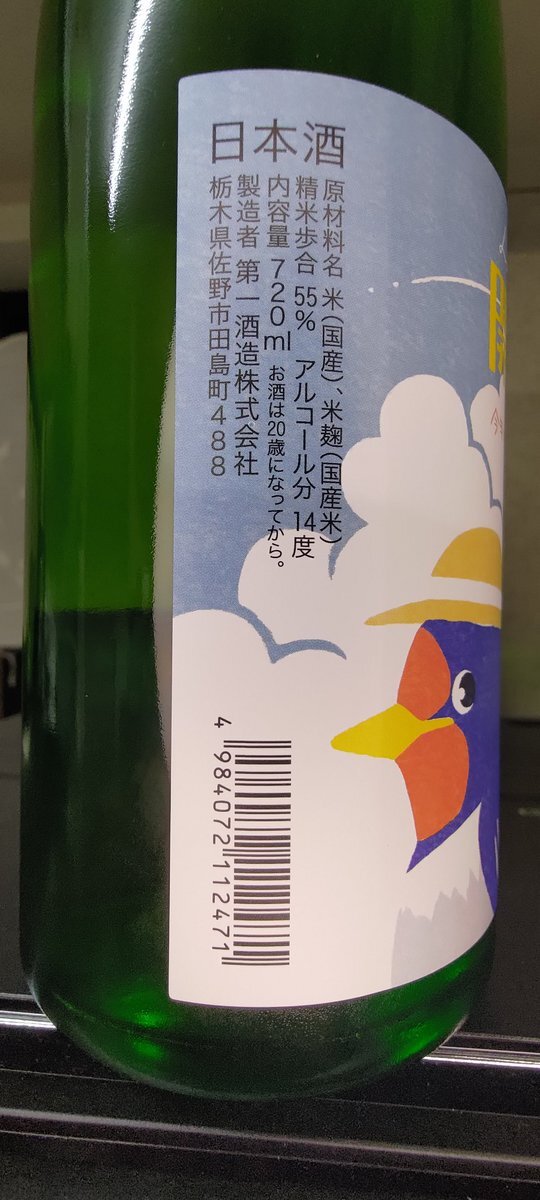 日本酒
原材料名 米(国産)、米麹(国産米)
精米歩合 55% アルコール分 14度
内容量 720ml お酒は20歳になってから。
製造者 第一酒造株式会社
栃木県佐野市田島町488
4 984072 112471